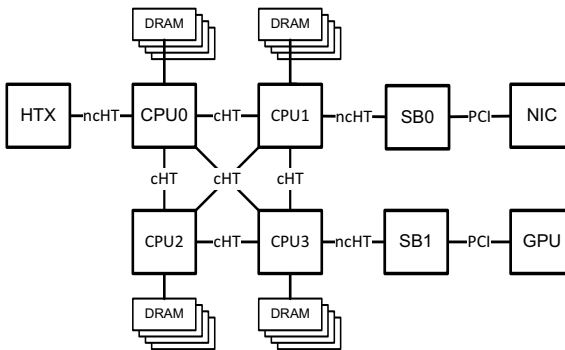 DRAM DRAM
HTX ncHT CPU0 cHT CPU1 ncHT SB0 PCI NIC
cHT cHT cHT
CPU2 cHT CPU3 ncHT SB1 PCI GPU
DRAM DRAM